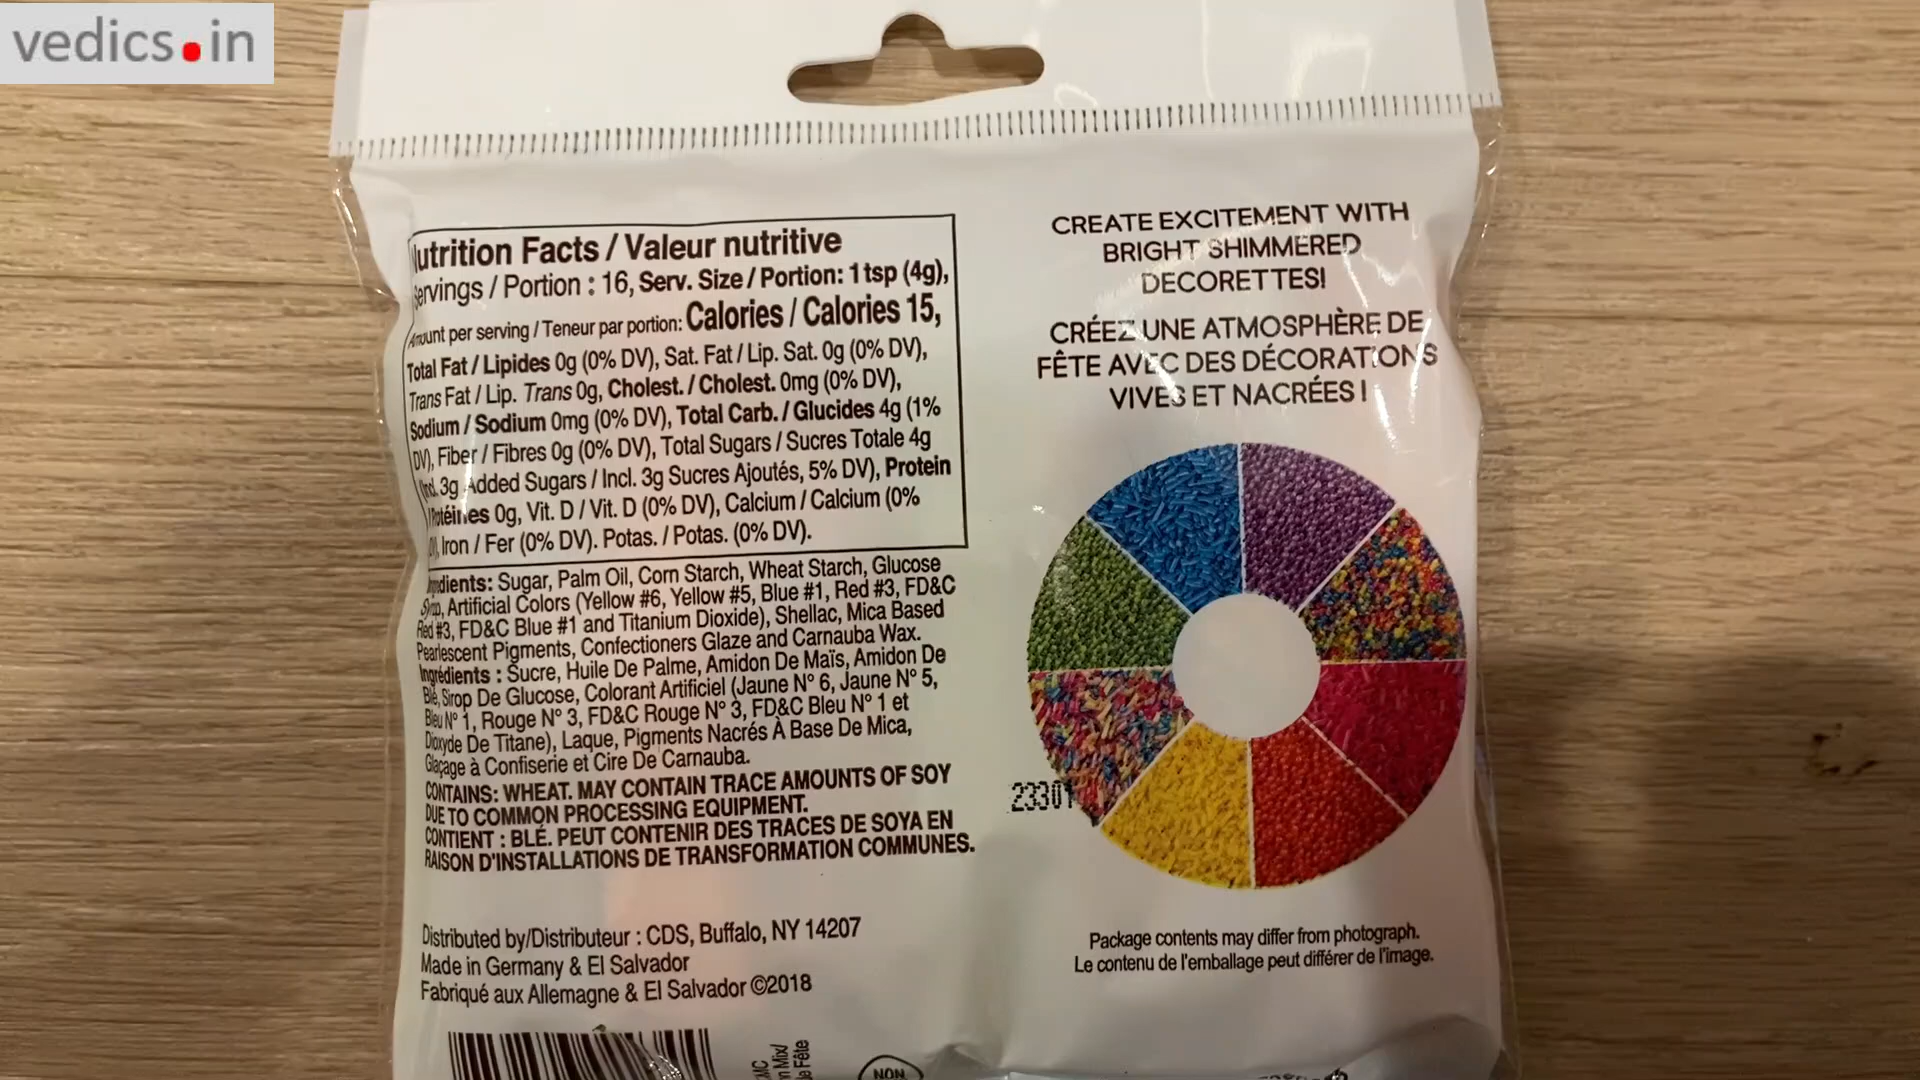 vedics.in
utrition Facts / Valeur nutritive
ervings / Portion : 16, Serv. Size / Portion: 1 tsp (4g),
Amount per serving / Teneur par portion: Calories / Calories 15,
Total Fat / Lipides 0g (0% DV), Sat. Fat / Lip. Sat. 0g (0% DV),
Trans Fat / Lip. Trans 0g, Cholest. / Cholest. 0mg (0% DV),
Sodium / Sodium 0mg (0% DV), Total Carb. / Glucides 4g (1%
DV), Fiber / Fibres 0g (0% DV), Total Sugars / Sucres Totale 4g
(Incl. 3g Added Sugars / Incl. 3g Sucres Ajoutés, 5% DV), Protein
/ Protéines 0g, Vit. D / Vit. D (0% DV), Calcium / Calcium (0%
Iron / Fer (0% DV). Potas. / Potas. (0% DV).
Ingredients: Sugar, Palm Oil, Corn Starch, Wheat Starch, Glucose
Syrup, Artificial Colors (Yellow #6, Yellow #5, Blue #1, Red #3, FD&C
Red #3, FD&C Blue #1 and Titanium Dioxide), Shellac, Mica Based
Pearlescent Pigments, Confectioners Glaze and Carnauba Wax.
Ingrédients : Sucre, Huile De Palme, Amidon De Maïs, Amidon De
Blé, Sirop De Glucose, Colorant Artificiel (Jaune N° 6, Jaune N° 5,
Bleu N° 1, Rouge N° 3, FD&C Rouge N° 3, FD&C Bleu N° 1 et
Dioxyde De Titane), Laque, Pigments Nacrés À Base De Mica,
Glaçage à Confiserie et Cire De Carnauba.
CONTAINS: WHEAT. MAY CONTAIN TRACE AMOUNTS OF SOY
DUE TO COMMON PROCESSING EQUIPMENT.
CONTIENT : BLÉ. PEUT CONTENIR DES TRACES DE SOYA EN
RAISON D'INSTALLATIONS DE TRANSFORMATION COMMUNES.
Distributed by/Distributeur : CDS, Buffalo, NY 14207
Made in Germany & El Salvador
Fabriqué aux Allemagne & El Salvador ©2018
CREATE EXCITEMENT WITH
BRIGHT SHIMMERED
DECORETTES!
CRÉEZ UNE ATMOSPHÈRE DE
FÊTE AVEC DES DÉCORATIONS
VIVES ET NACRÉES !
23301
Package contents may differ from photograph.
Le contenu de l'emballage peut différer de l'image.
NON